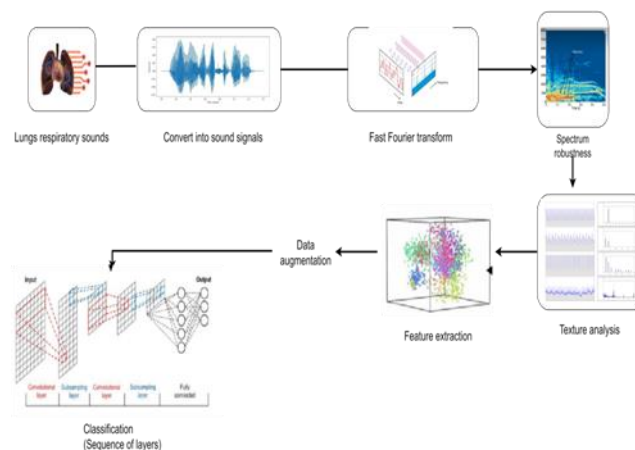 Lungs respiratory sounds
Convert into sound signals
Fast Fourier transform
Spectrum
robustness
Texture analysis
Feature extraction
Data
augmentation
Input
Output
Convolutional
layer
Subsampling
layer
Convolutional
layer
Subsampling
layer
Fully
connected
Classification
(Sequence of layers)